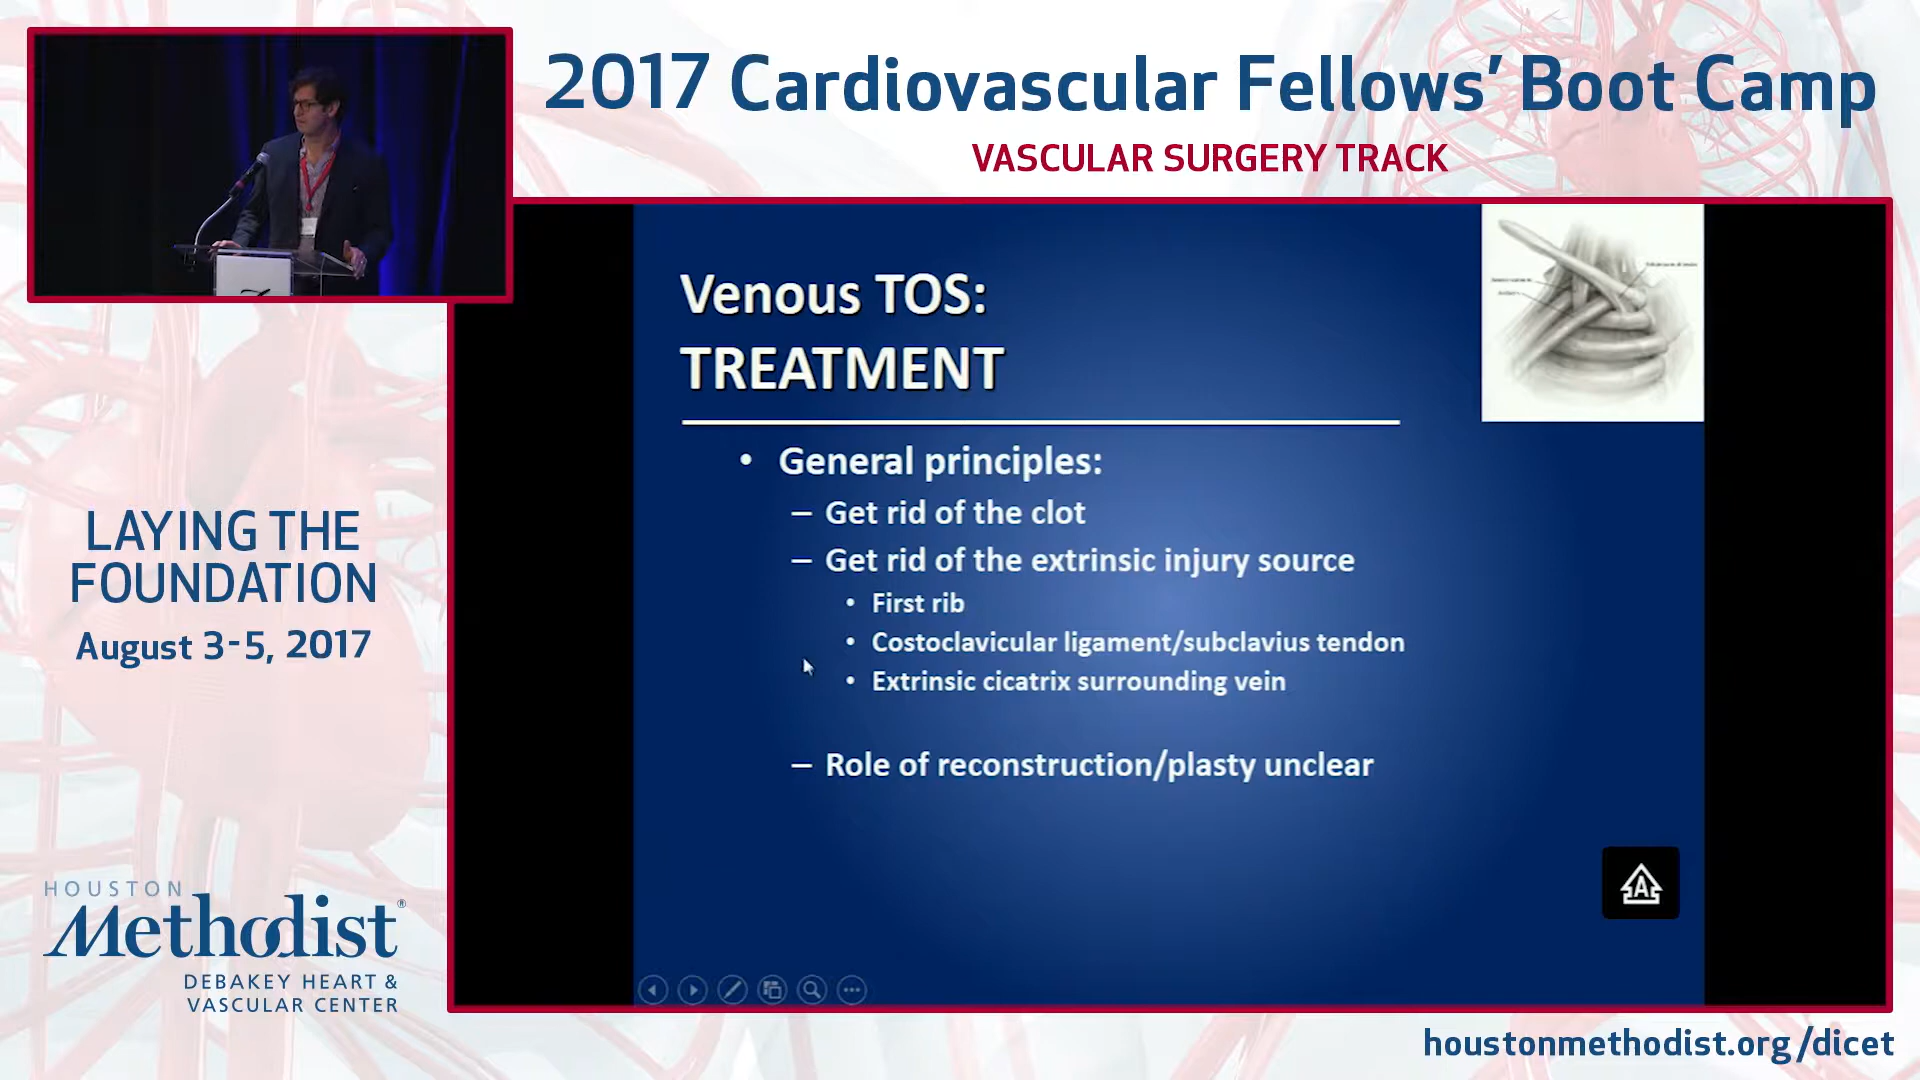 2017 Cardiovascular Fellows’ Boot Camp
VASCULAR SURGERY TRACK
Venous TOS:
TREATMENT
• General principles:
– Get rid of the clot
– Get rid of the extrinsic injury source
• First rib
• Costoclavicular ligament/subclavius tendon
• Extrinsic cicatrix surrounding vein
– Role of reconstruction/plasty unclear
A
LAYING THE
FOUNDATION
August 3-5, 2017
HOUSTON
Methodist®
DEBAKEY HEART &
VASCULAR CENTER
houstonmethodist.org/dicet